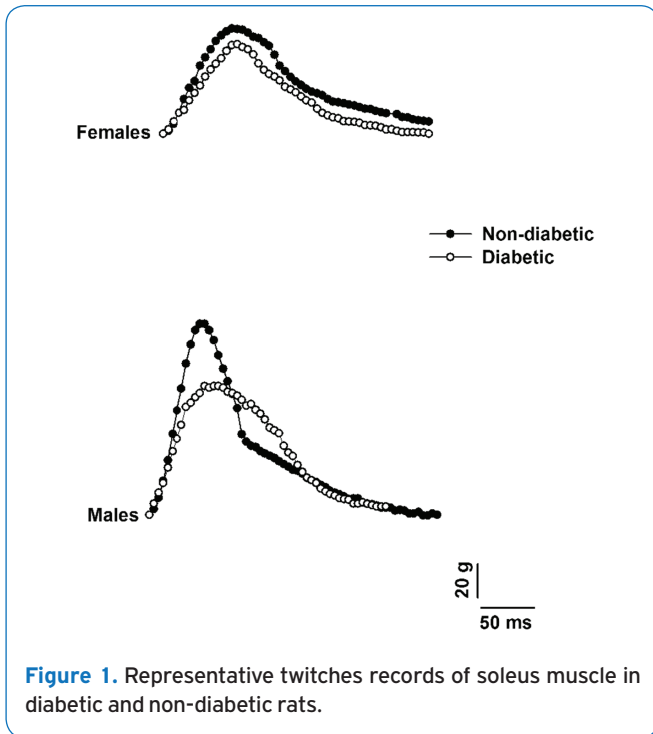 Females
Non-diabetic
Diabetic
Males
20 g
50 ms
Figure 1. Representative twitches records of soleus muscle in
diabetic and non-diabetic rats.